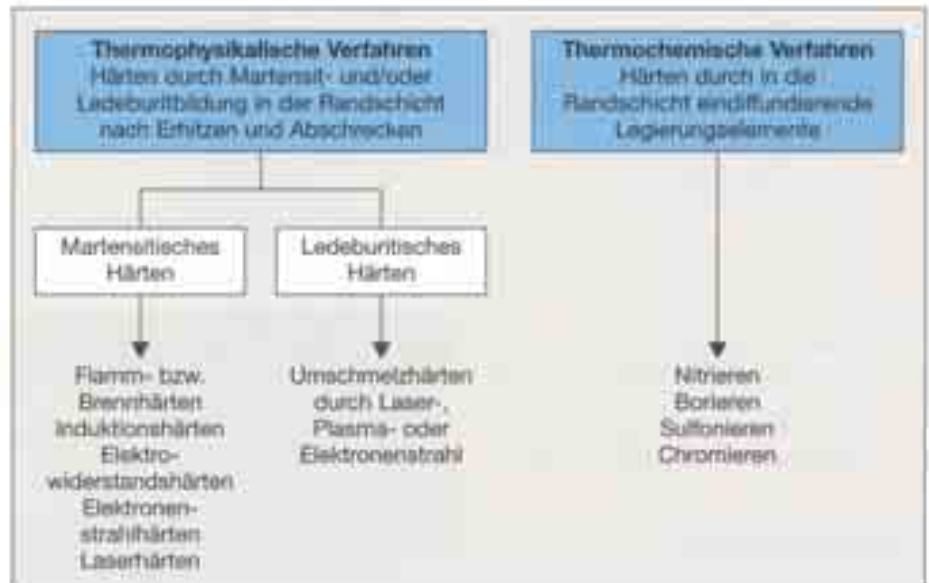 Thermophysikalische Verfahren
Härten durch Martensit- und/oder
Ledeburitbildung in der Randschicht
nach Erhitzen und Abschrecken
Thermochemische Verfahren
Härten durch in die
Randschicht eindiffundierende
Legierungselemente
Martensitisches
Härten
Ledeburitisches
Härten
Flamm- bzw.
Brennhärten
Induktionshärten
Elektro-
widerstandshärten
Elektronen-
strahlhärten
Laserhärten
Umschmelzhärten
durch Laser-,
Plasma- oder
Elektronenstrahl
Nitrieren
Borieren
Sulfonieren
Chromieren